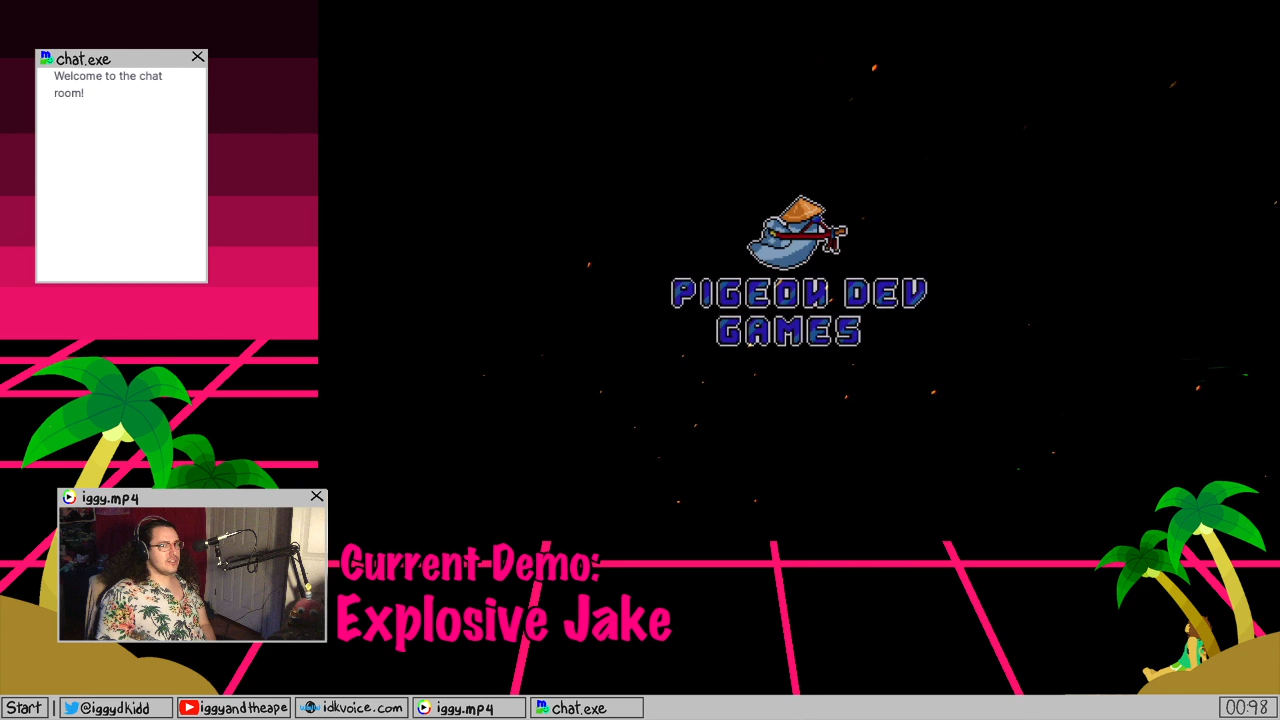 chat.exe
Welcome to the chat
room!
PIGEON DEV
GAMES
iggy.mp4
Current Demo:
Explosive Jake
Start | @iggydkidd iggyandtheape idkvoice.com iggy.mp4 chat.exe 00:98